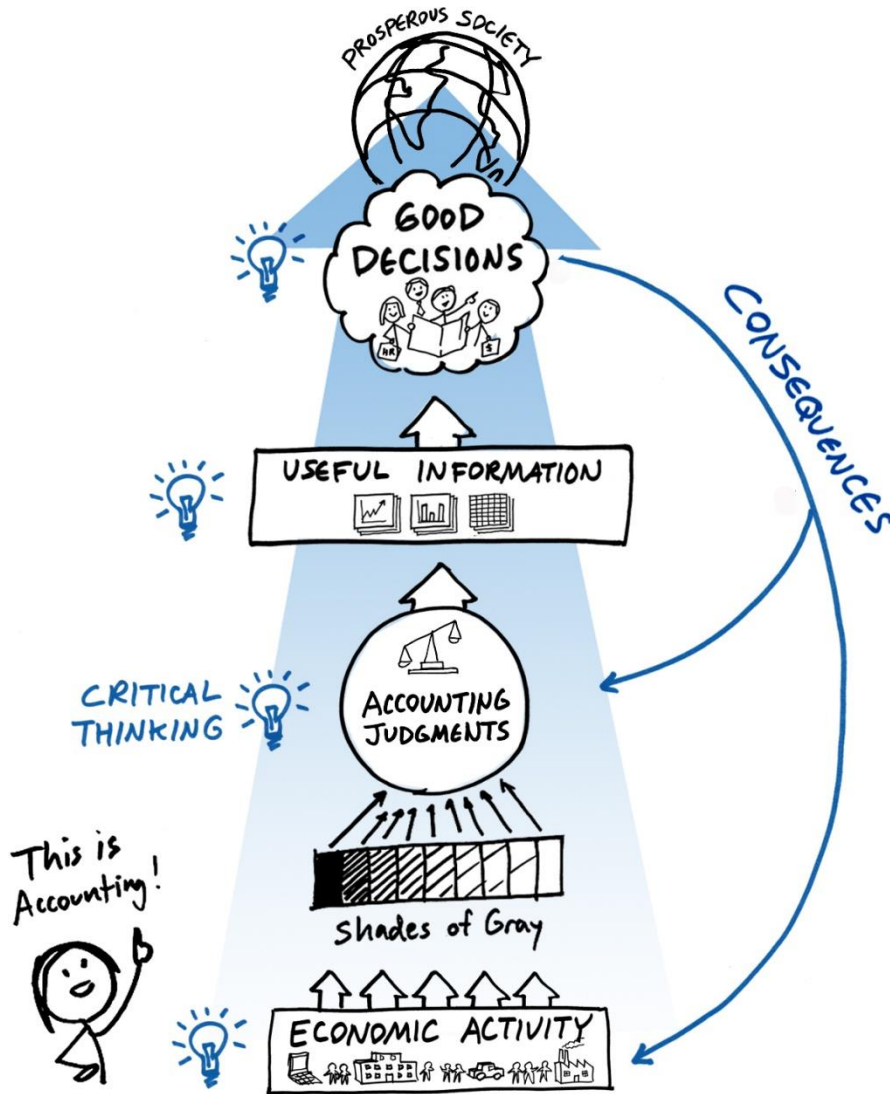 PROSPEROUS SOCIETY
GOOD
DECISIONS
HR
$
CONSEQUENCES
USEFUL INFORMATION
CRITICAL
THINKING
ACCOUNTING
JUDGMENTS
This is
Accounting!
Shades of Gray
ECONOMIC ACTIVITY